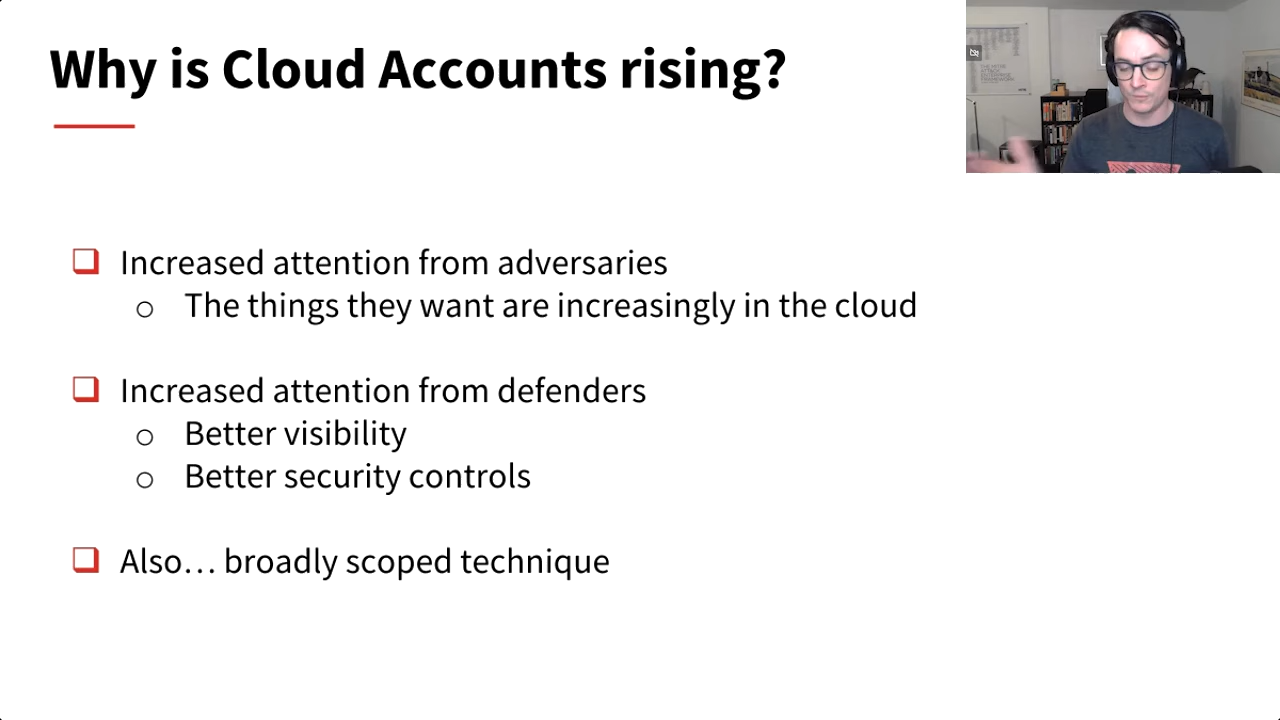 Why is Cloud Accounts rising?
Increased attention from adversaries
The things they want are increasingly in the cloud
Increased attention from defenders
Better visibility
Better security controls
Also… broadly scoped technique